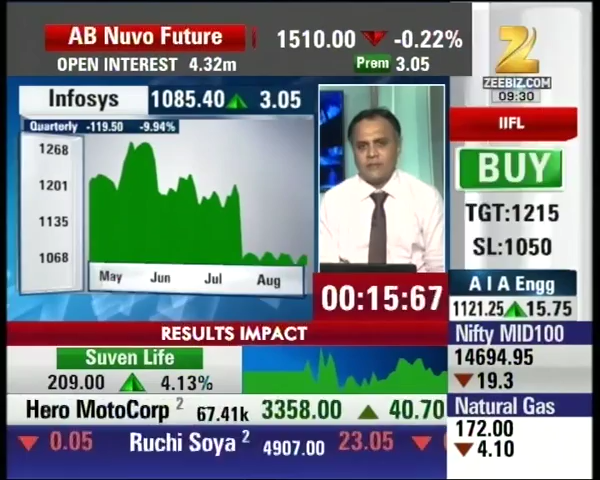 AB Nuvo Future 1510.00 -0.22%
OPEN INTEREST 4.32m Prem 3.05
Z
ZEEBIZ.COM
09:30
Infosys 1085.40 3.05
Quarterly -119.50 -9.94%
1268
1201
1135
1068
May Jun Jul Aug
IIFL
BUY
TGT:1215
SL:1050
00:15:67
A I A Engg
1121.25 15.75
RESULTS IMPACT
Suven Life
209.00 4.13%
Nifty MID100
14694.95
19.3
Hero MotoCorp 2 67.41k 3358.00 40.70
Natural Gas
172.00
4.10
0.05 Ruchi Soya 2 4907.00 23.05